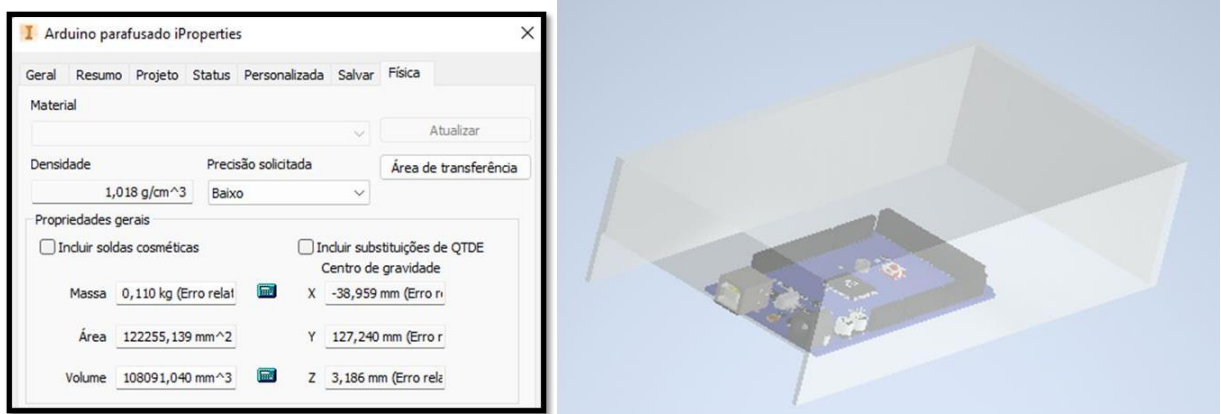 Arduino parafusado iProperties
Geral Resumo Projeto Status Personalizada Salvar Física
Material
Atualizar
Densidade Precisão solicitada Área de transferência
1,018 g/cm^3 Baixo
Propriedades gerais
Incluir soldas cosméticas Incluir substituições de QTDE
Centro de gravidade
Massa 0,110 kg (Erro relat X -38,959 mm (Erro r
Área 122255,139 mm^2 Y 127,240 mm (Erro r
Volume 108091,040 mm^3 Z 3,186 mm (Erro rela